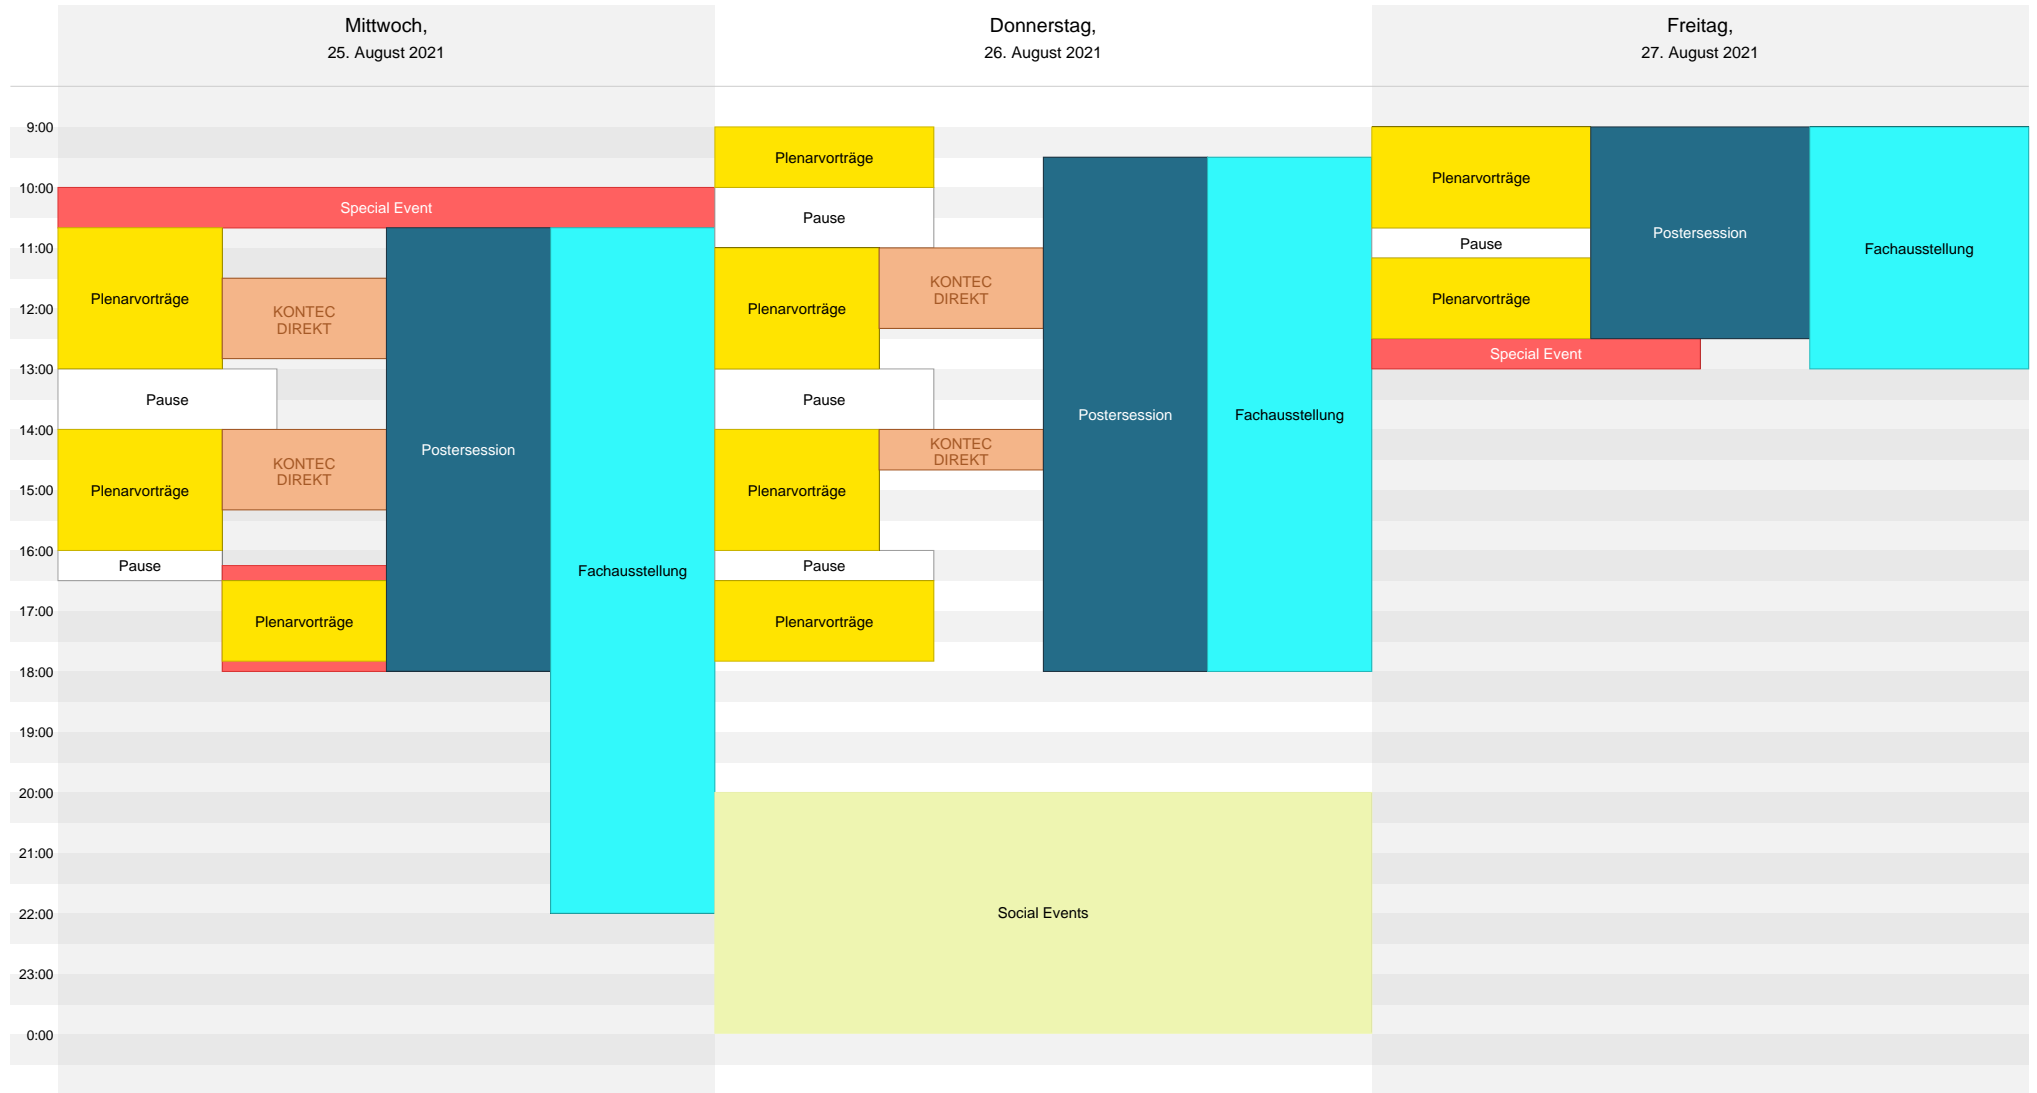 Mittwoch,
25. August 2021
Donnerstag,
26. August 2021
Freitag,
27. August 2021
9:00
10:00
11:00
12:00
13:00
14:00
15:00
16:00
17:00
18:00
19:00
20:00
21:00
22:00
23:00
0:00
Special Event
Plenarvorträge
KONTEC
DIREKT
Pause
Plenarvorträge
KONTEC
DIREKT
Pause
Plenarvorträge
Postersession
Fachausstellung
Plenarvorträge
Pause
Plenarvorträge
KONTEC
DIREKT
Pause
Plenarvorträge
KONTEC
DIREKT
Pause
Plenarvorträge
Postersession
Fachausstellung
Social Events
Plenarvorträge
Pause
Plenarvorträge
Special Event
Postersession
Fachausstellung